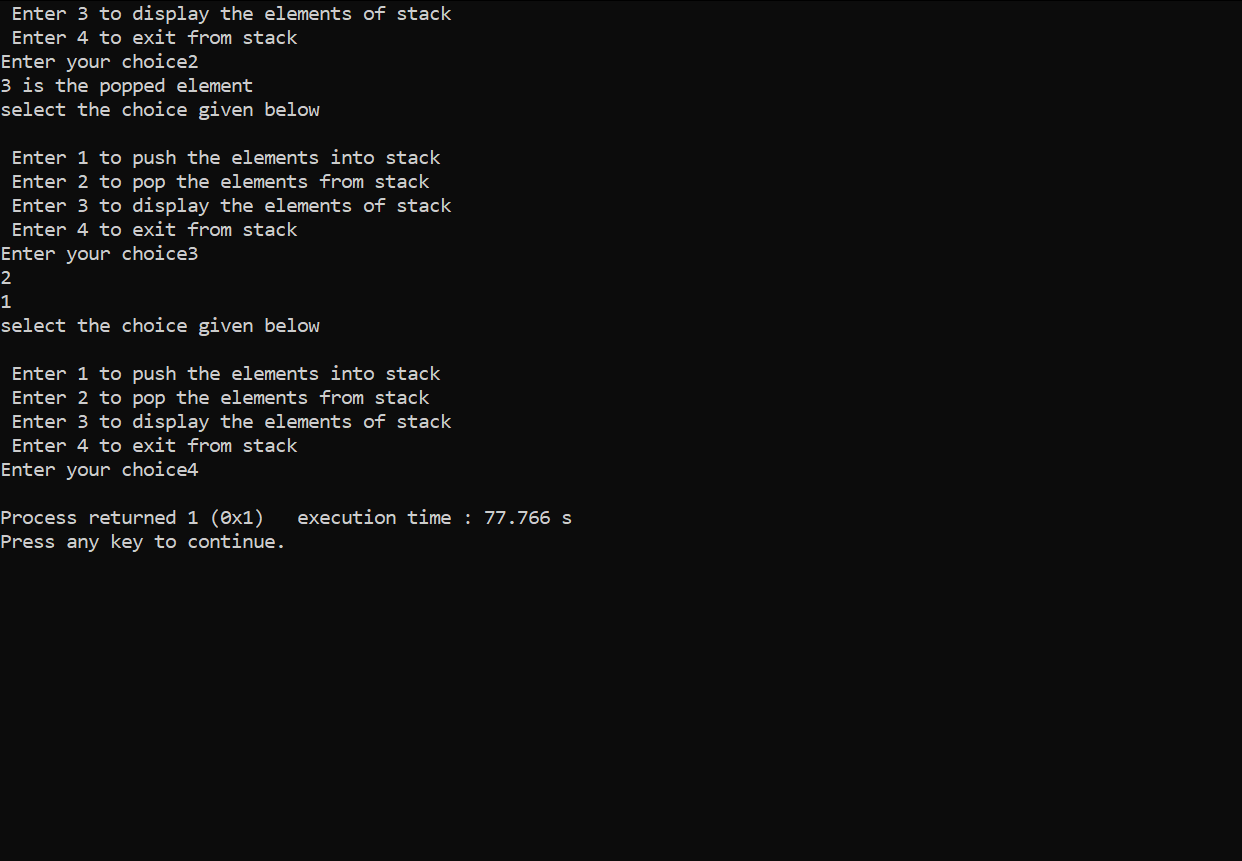 Enter 3 to display the elements of stack
Enter 4 to exit from stack
Enter your choice2
3 is the popped element
select the choice given below
Enter 1 to push the elements into stack
Enter 2 to pop the elements from stack
Enter 3 to display the elements of stack
Enter 4 to exit from stack
Enter your choice3
2
1
select the choice given below
Enter 1 to push the elements into stack
Enter 2 to pop the elements from stack
Enter 3 to display the elements of stack
Enter 4 to exit from stack
Enter your choice4
Process returned 1 (0x1)   execution time : 77.766 s
Press any key to continue.